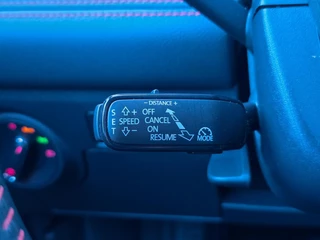 - DISTANCE +
SET
+ OFF
SPEED CANCEL
- ON
RESUME
MODE